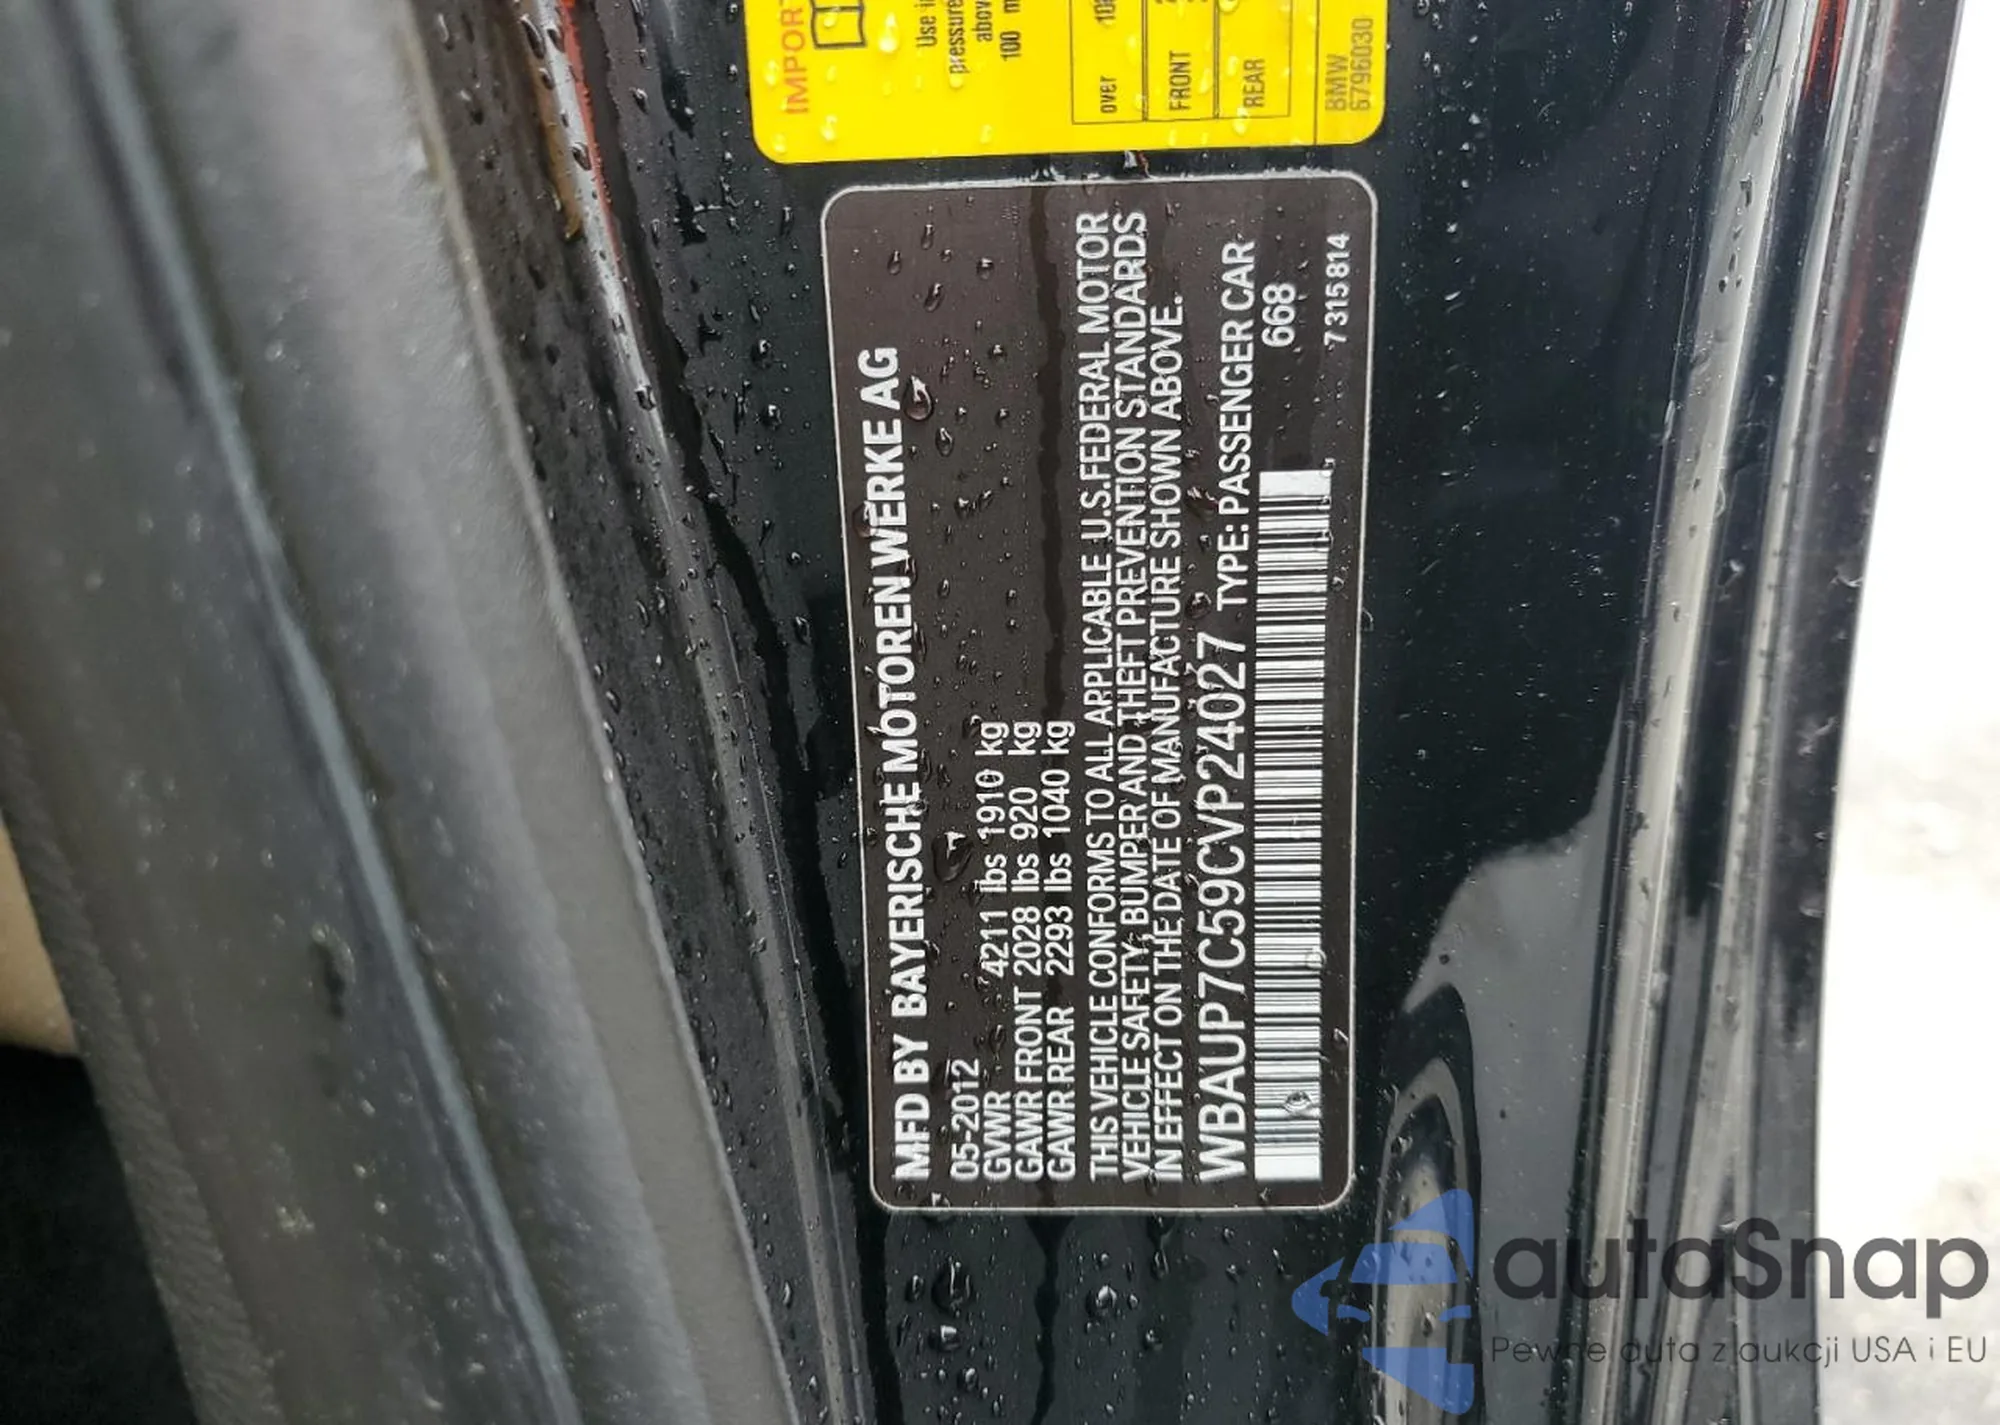 MFD BY BAYERISCHE MOTOREN WERKE AG
05-2012
GVWR 4211 lbs 1910 kg
GAWR FRONT 2028 lbs 920 kg
GAWR REAR 2293 lbs 1040 kg
THIS VEHICLE CONFORMS TO ALL APPLICABLE U.S.FEDERAL MOTOR
VEHICLE SAFETY, BUMPER AND THEFT PREVENTION STANDARDS
IN EFFECT ON THE DATE OF MANUFACTURE SHOWN ABOVE.
WBAUP7C59CVP24027 TYPE: PASSENGER CAR
668
7315814
Use
pressure
100
over
FRONT
REAR
BMW
6796030
autoSnap
Pewne auta z aukcji USA i EU